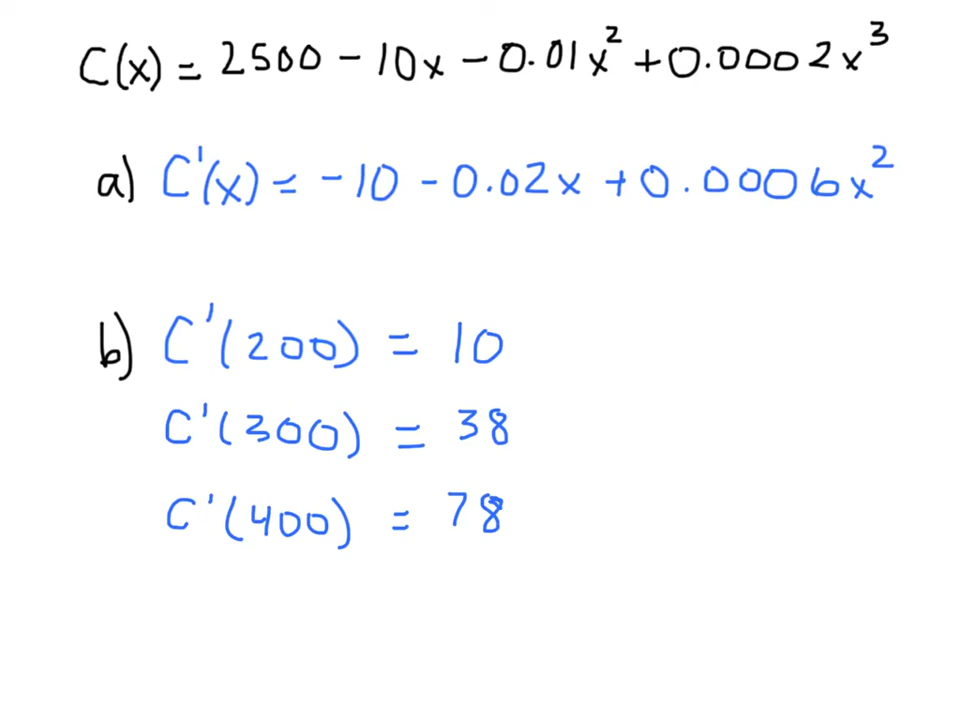 C(x) = 2500 - 10x - 0.01x² + 0.0002x³
a) C'(x) = -10 - 0.02x + 0.0006x²
b) C'(200) = 10
C'(300) = 38
C'(400) = 78